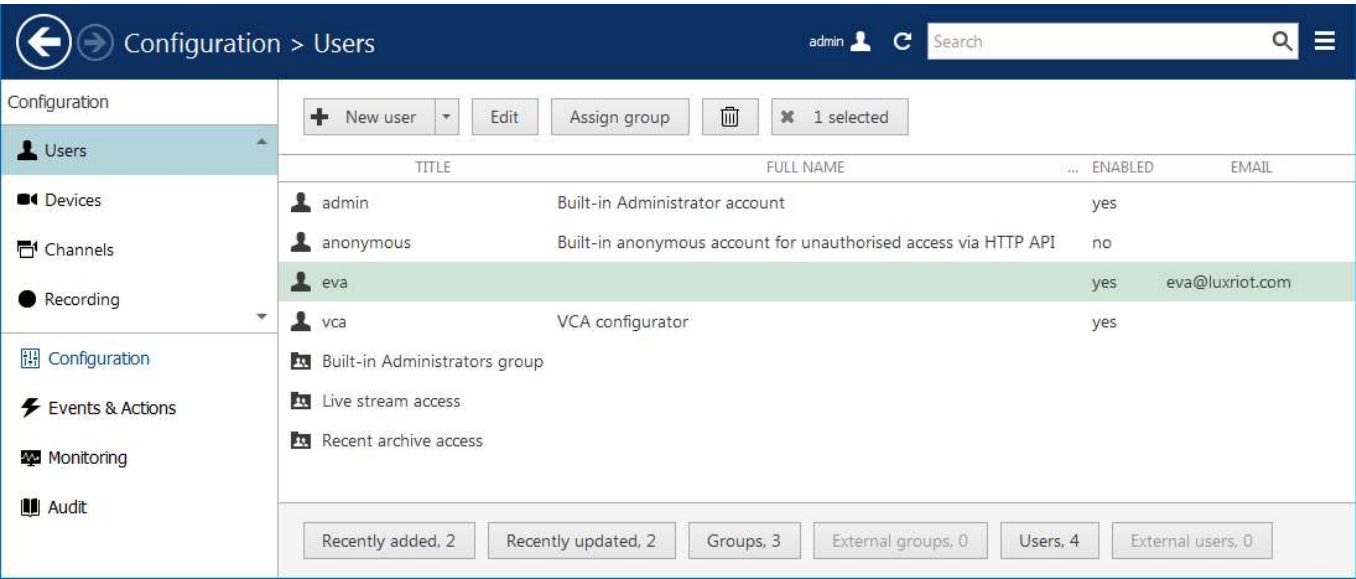 Configuration > Users
admin
Search
Configuration
Users
Devices
Channels
Recording
Configuration
Events & Actions
Monitoring
Audit
New user Edit Assign group 1 selected
TITLE FULL NAME ... ENABLED EMAIL
admin Built-in Administrator account yes
anonymous Built-in anonymous account for unauthorised access via HTTP API no
eva yes eva@luxriot.com
vca VCA configurator yes
Built-in Administrators group
Live stream access
Recent archive access
Recently added, 2 Recently updated, 2 Groups, 3 External groups, 0 Users, 4 External users, 0